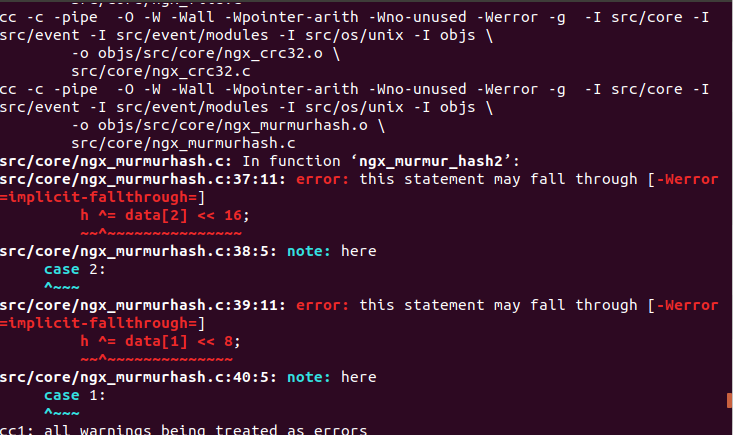 cc -c -pipe  -O -W -Wall -Wpointer-arith -Wno-unused -Werror -g  -I src/core -I
src/event -I src/event/modules -I src/os/unix -I objs \
        -o objs/src/core/ngx_crc32.o \
        src/core/ngx_crc32.c
cc -c -pipe  -O -W -Wall -Wpointer-arith -Wno-unused -Werror -g  -I src/core -I
src/event -I src/event/modules -I src/os/unix -I objs \
        -o objs/src/core/ngx_murmurhash.o \
        src/core/ngx_murmurhash.c
src/core/ngx_murmurhash.c: In function ‘ngx_murmur_hash2’:
src/core/ngx_murmurhash.c:37:11: error: this statement may fall through [-Werror
=implicit-fallthrough=]
         h ^= data[2] << 16;
         ~~^~~~~~~~~~~~~~~~
src/core/ngx_murmurhash.c:38:5: note: here
     case 2:
     ^~~~
src/core/ngx_murmurhash.c:39:11: error: this statement may fall through [-Werror
=implicit-fallthrough=]
         h ^= data[1] << 8;
         ~~^~~~~~~~~~~~~~~
src/core/ngx_murmurhash.c:40:5: note: here
     case 1:
     ^~~~
cc1: all warnings being treated as errors